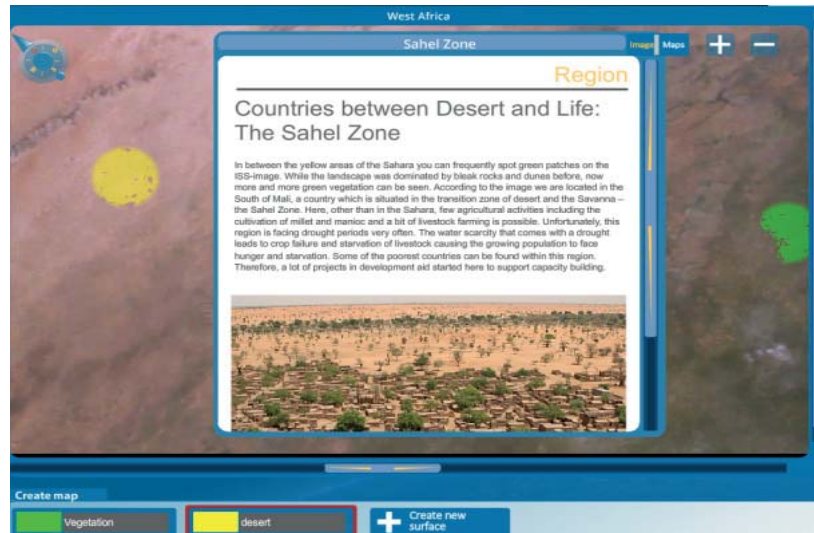 West Africa
Sahel Zone
Image
Maps
Region
Countries between Desert and Life:
The Sahel Zone
In between the yellow areas of the Sahara you can frequently spot green patches on the
ISS-image. While the landscape was dominated by bleak rocks and dunes before, now
more and more green vegetation can be seen. According to the image we are located in the
South of Mali, a country which is situated in the transition zone of desert and the Savanna –
the Sahel Zone. Here, other than in the Sahara, few agricultural activities including the
cultivation of millet and manioc and a bit of livestock farming is possible. Unfortunately, this
region is facing drought periods very often. The water scarcity that comes with a drought
leads to crop failure and starvation of livestock causing the growing population to face
hunger and starvation. Some of the poorest countries can be found within this region.
Therefore, a lot of projects in development aid started here to support capacity building.
Create map
Vegetation
desert
Create new
surface